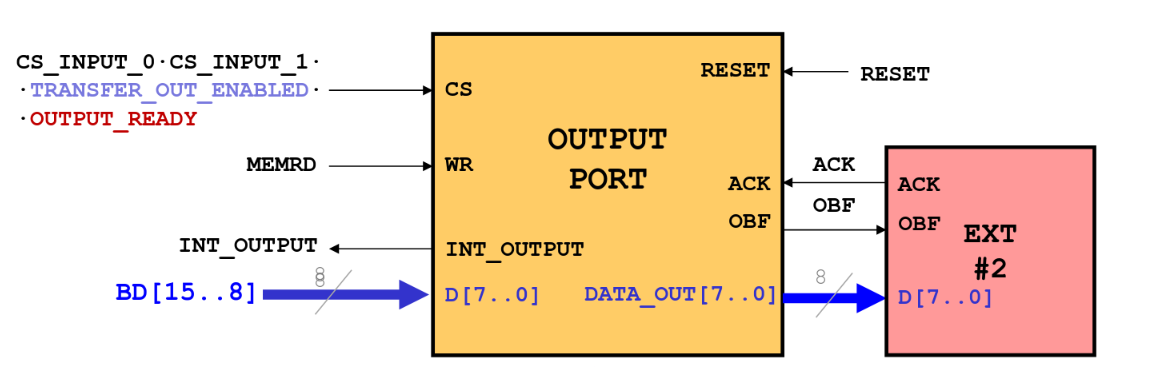 CS_INPUT_0·CS_INPUT_1·
·TRANSFER_OUT_ENABLED·
·OUTPUT_READY
MEMRD
INT_OUTPUT
BD[15..8]
8
8
CS
WR
INT_OUTPUT
D[7..0]
OUTPUT
PORT
RESET
ACK
OBF
DATA_OUT[7..0]
RESET
ACK
OBF
8
ACK
OBF
EXT
#2
D[7..0]